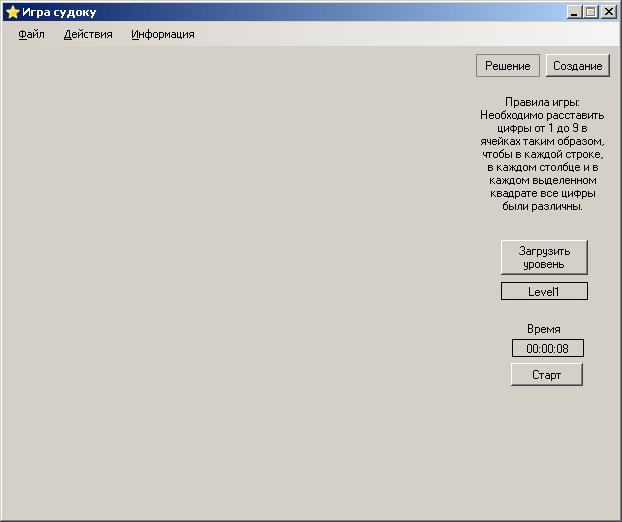 Игра судоку
Файл Действия Информация
Решение Создание
Правила игры:
Необходимо расставить
цифры от 1 до 9 в
ячейках таким образом,
чтобы в каждой строке,
в каждом столбце и в
каждом выделенном
квадрате все цифры
были различны.
Загрузить
уровень
Level1
Время
00:00:08
Старт